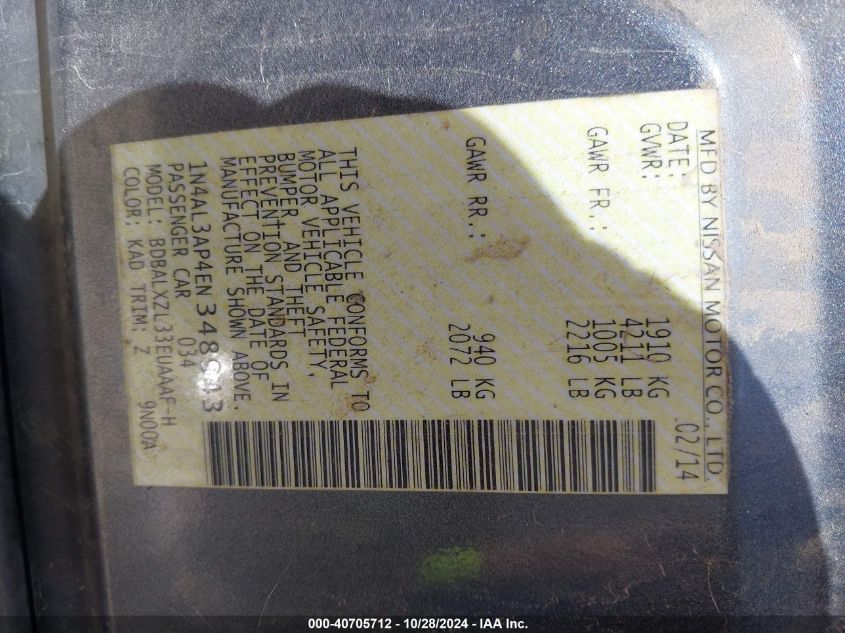 MFD BY NISSAN MOTOR CO., LTD
DATE: 02/14
GVWR: 1910 KG
4211 LB
GAWR FR.: 1005 KG
2216 LB
GAWR RR.: 940 KG
2072 LB
THIS VEHICLE CONFORMS TO
ALL APPLICABLE FEDERAL
MOTOR VEHICLE SAFETY,
BUMPER, AND THEFT
PREVENTION STANDARDS IN
EFFECT ON THE DATE OF
MANUFACTURE SHOWN ABOVE.
1N4AL3AP4EN348943
PASSENGER CAR 034
MODEL: BDBALXZL33EUAAAF-H
COLOR: KAD TRIM: Z 9N00A
000-40705712 - 10/28/2024 - IAA Inc.